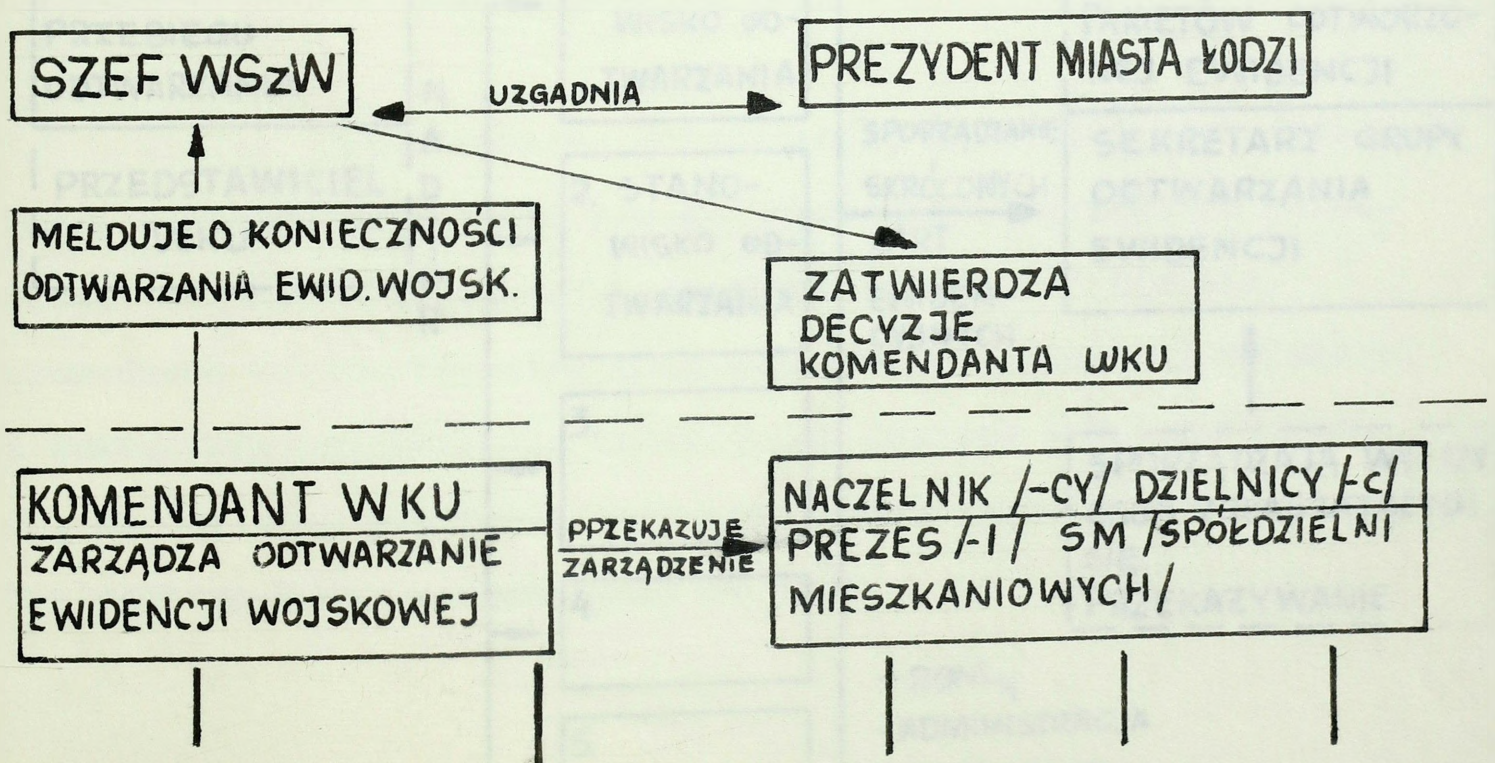 SZEF WSzW
UZGADNIA
PREZYDENT MIASTA ŁODZI
MELDUJE O KONIECZNOŚCI
ODTWARZANIA EWID. WOJSK.
ZATWIERDZA
DECYZJE
KOMENDANTA WKU
KOMENDANT WKU
ZARZĄDZA ODTWARZANIE
EWIDENCJI WOJSKOWEJ
PPZEKAZUJE
ZARZĄDZENIE
NACZELNIK /-CY/ DZIELNICY /-C/
PREZES /-I/ SM /SPÓŁDZIELNI
MIESZKANIOWYCH/